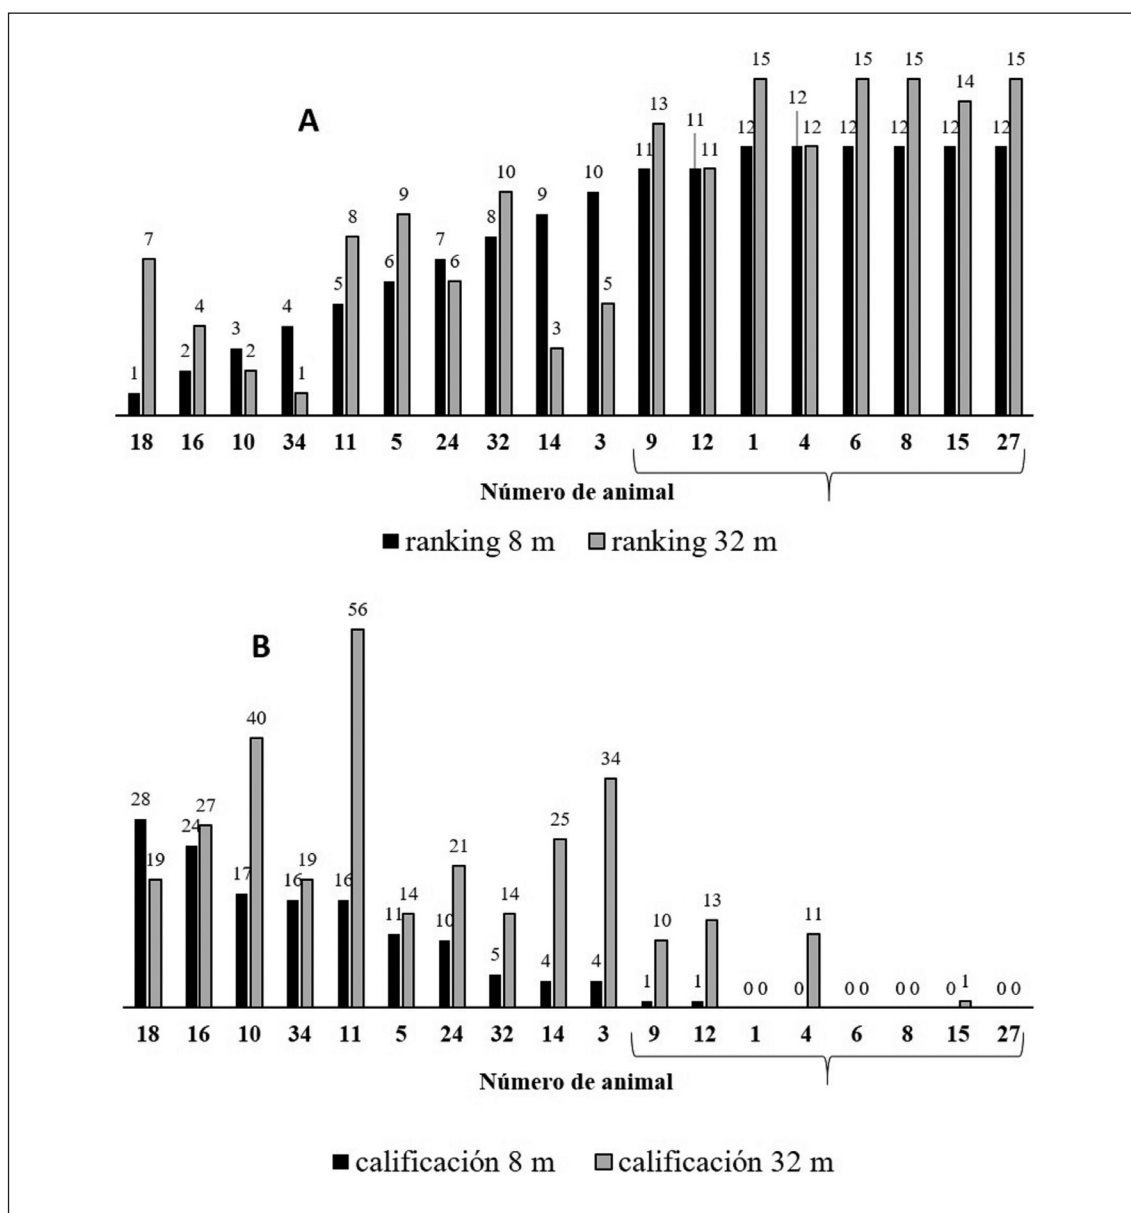 A
7 4 3 2 4 1 8 9 7 6 10 9 3 10 5 13 11 11 15 12 12 15 15 14 15
1 2 5 6 8 11 12 12 12 12 12
18 16 10 34 11 5 24 32 14 3 9 12 1 4 6 8 15 27
Número de animal
ranking 8 m ranking 32 m
B
28 19 24 27 17 40 16 19 16 56 11 14 10 21 5 14 4 25 4 34 1 10 1 13 0 0 0 11 0 0 0 0 0 1 0 0
18 16 10 34 11 5 24 32 14 3 9 12 1 4 6 8 15 27
Número de animal
calificación 8 m calificación 32 m